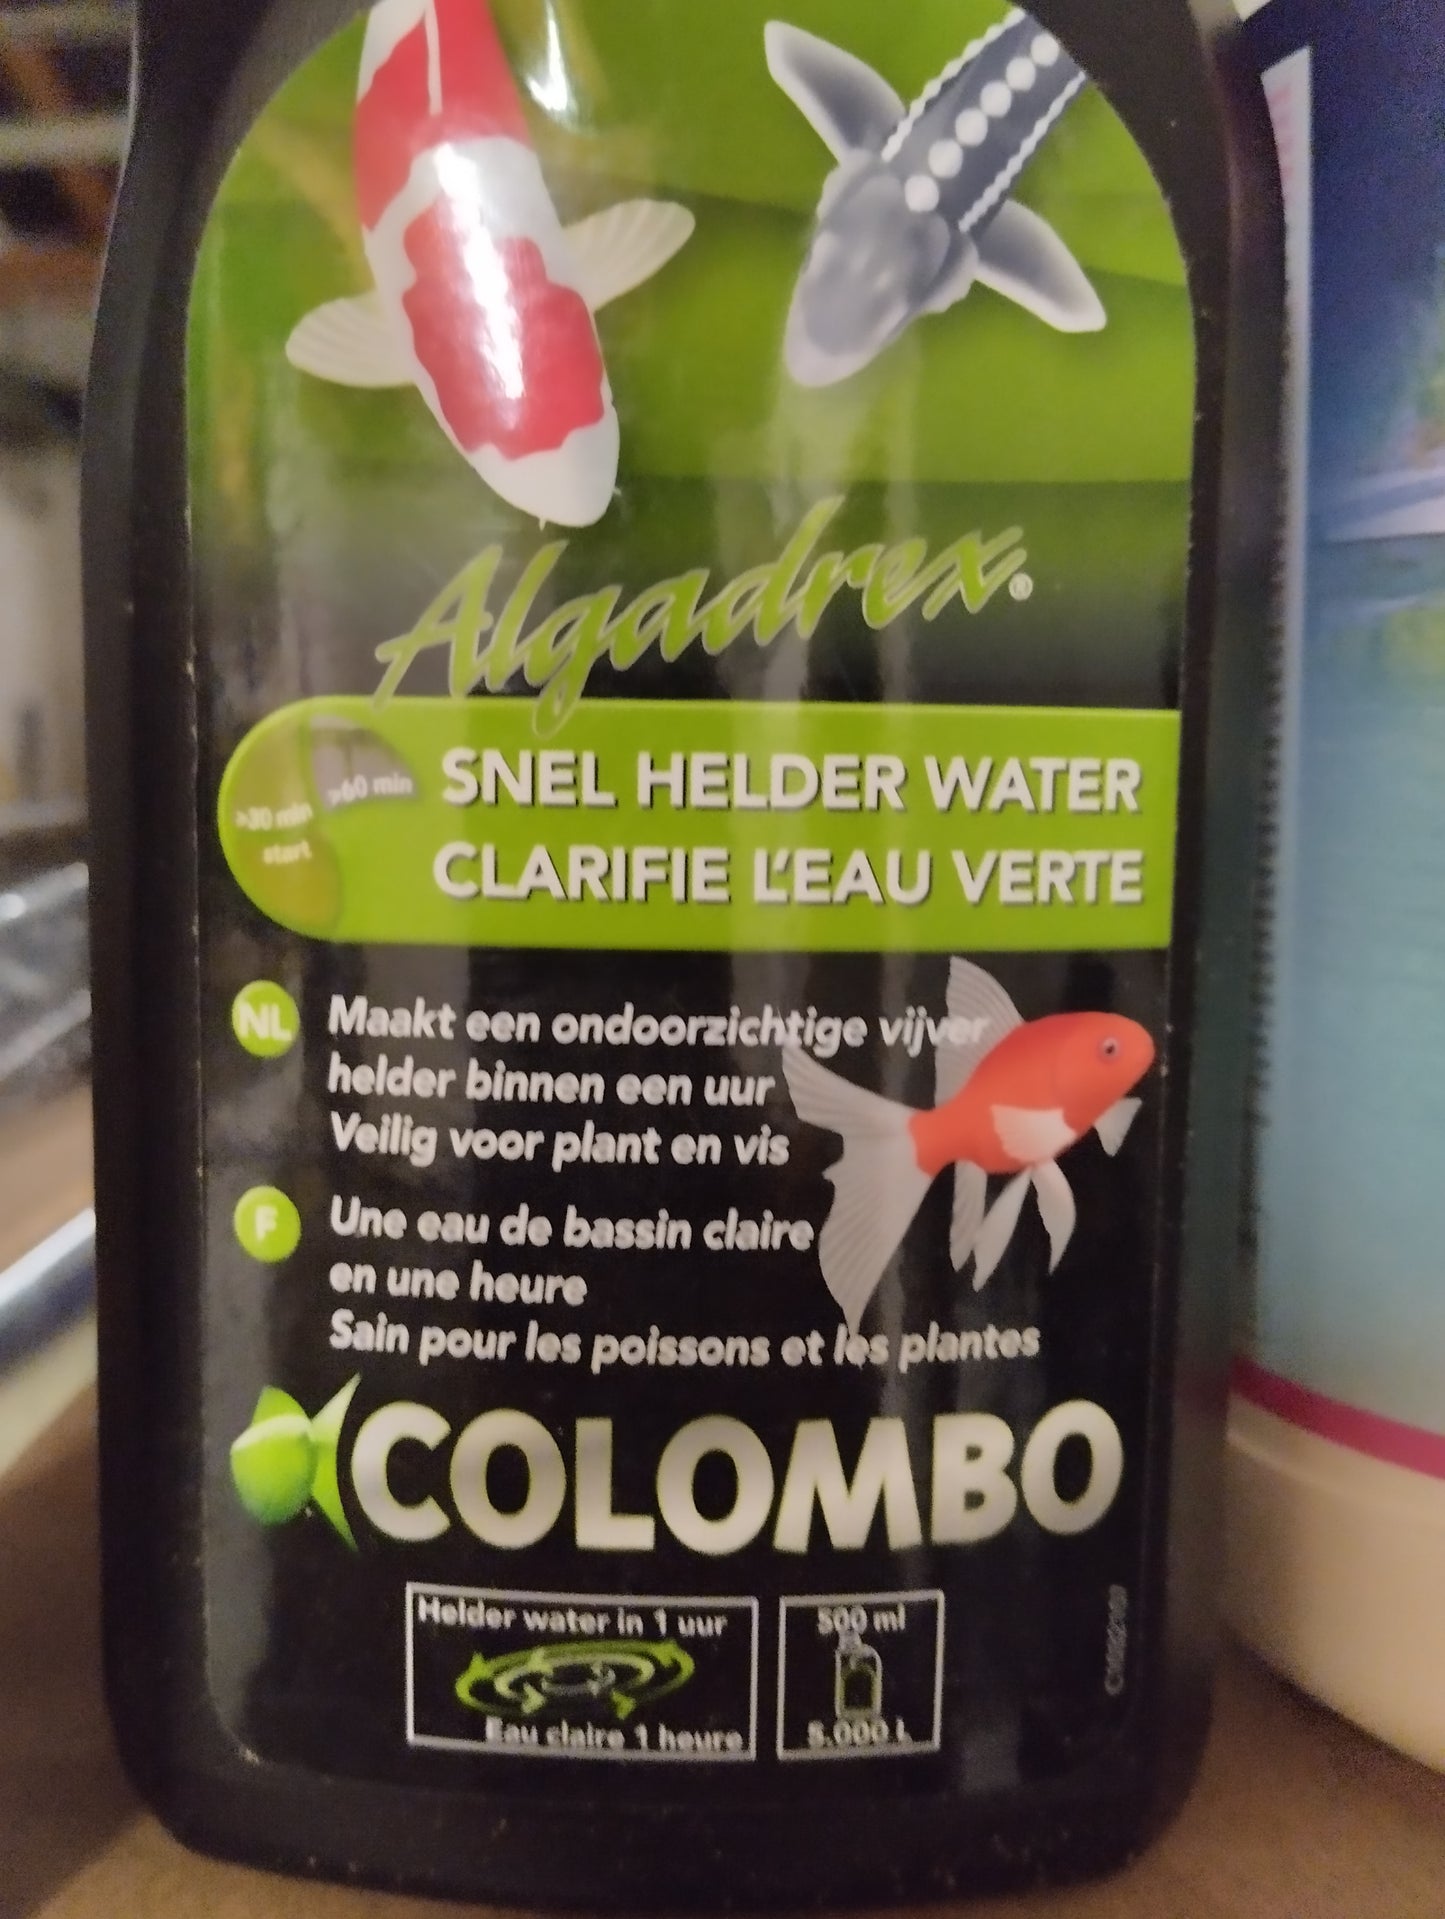 Algadrex®
>60 min
>30 min
start
SNEL HELDER WATER
CLARIFIE L'EAU VERTE
NL
Maakt een ondoorzichtige vijver
helder binnen een uur
Veilig voor plant en vis
F
Une eau de bassin claire
en une heure
Sain pour les poissons et les plantes
COLOMBO
Helder water in 1 uur
Eau claire 1 heure
500 ml
5.000 L